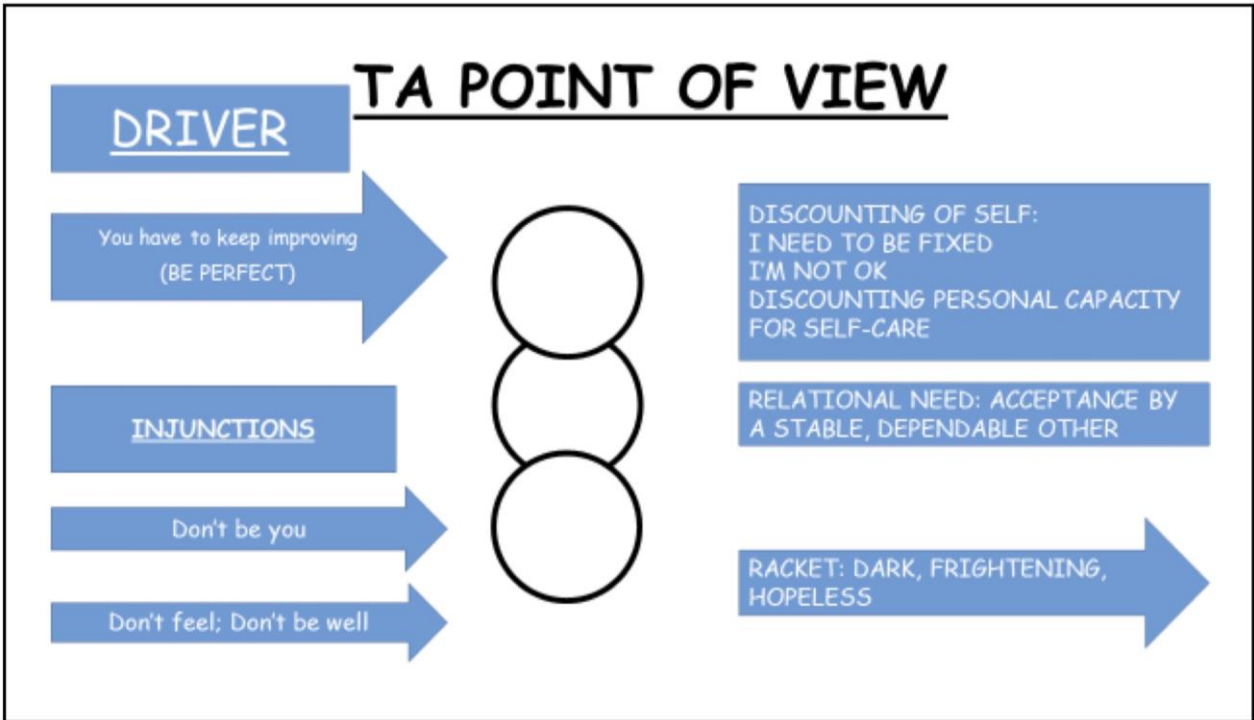 TA POINT OF VIEW
DRIVER
You have to keep improving
(BE PERFECT)
INJUNCTIONS
Don't be you
Don't feel; Don't be well
DISCOUNTING OF SELF:
I NEED TO BE FIXED
I'M NOT OK
DISCOUNTING PERSONAL CAPACITY
FOR SELF-CARE
RELATIONAL NEED: ACCEPTANCE BY
A STABLE, DEPENDABLE OTHER
RACKET: DARK, FRIGHTENING,
HOPELESS